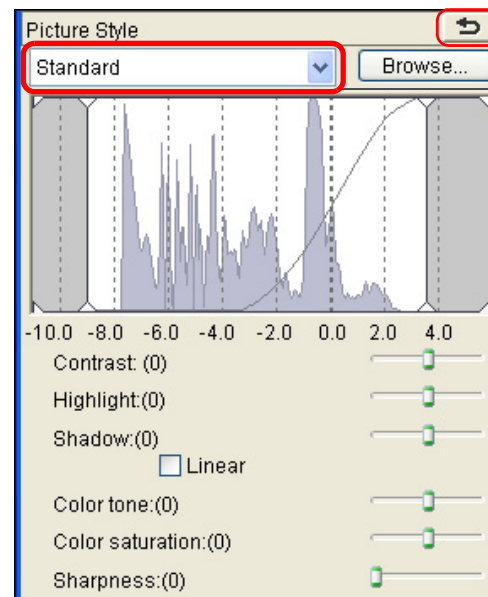 Picture Style
Standard Browse...
-10.0 -8.0 -6.0 -4.0 -2.0 0.0 2.0 4.0
Contrast: (0)
Highlight:(0)
Shadow:(0)
Linear
Color tone:(0)
Color saturation:(0)
Sharpness:(0)